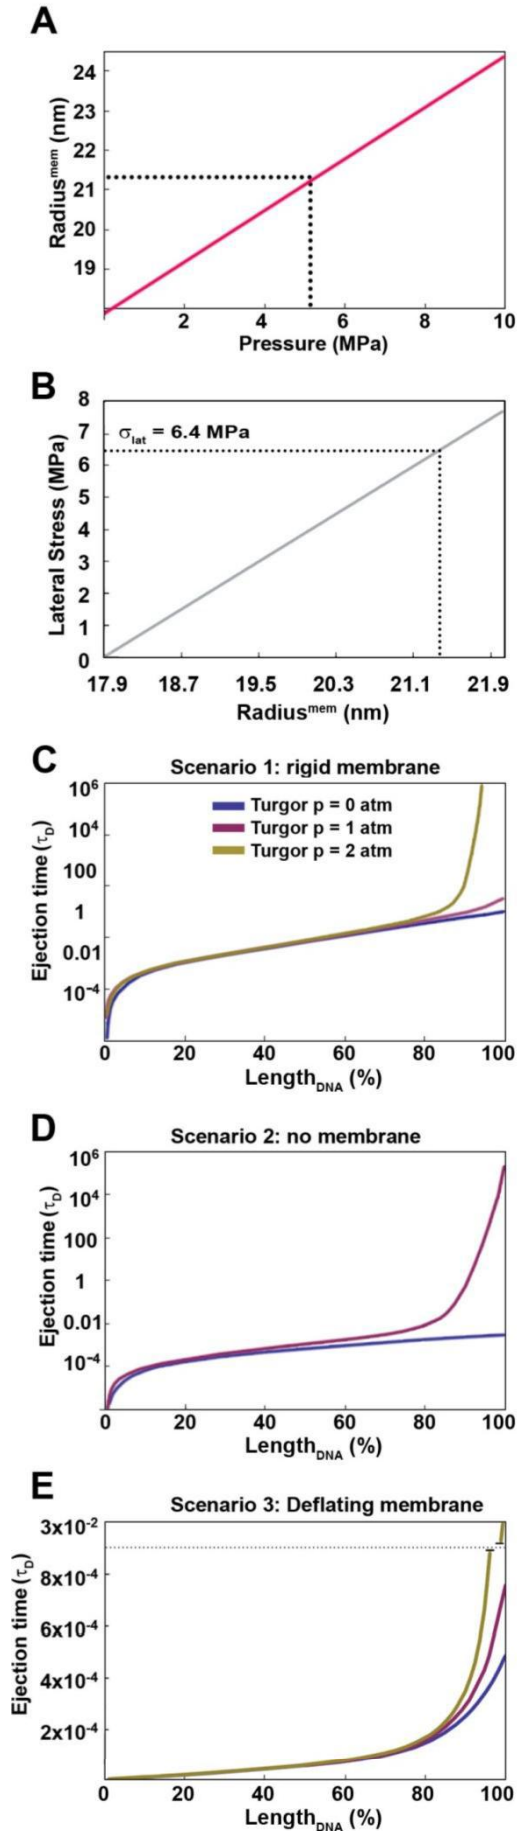 A
24
23
22
21
20
19
Radius^mem (nm)
2 4 6 8 10
Pressure (MPa)
B
8
7
6
5
4
3
2
1
0
σ_lat = 6.4 MPa
Lateral Stress (MPa)
17.9 18.7 19.5 20.3 21.1 21.9
Radius^mem (nm)
C
Scenario 1: rigid membrane
10^6
10^4
100
1
0.01
10^-4
Turgor p = 0 atm
Turgor p = 1 atm
Turgor p = 2 atm
Ejection time (τ_D)
0 20 40 60 80 100
Length_DNA (%)
D
Scenario 2: no membrane
10^6
10^4
100
1
0.01
10^-4
Ejection time (τ_D)
0 20 40 60 80 100
Length_DNA (%)
E
Scenario 3: Deflating membrane
3x10^-2
8x10^-4
6x10^-4
4x10^-4
2x10^-4
Ejection time (τ_D)
0 20 40 60 80 100
Length_DNA (%)